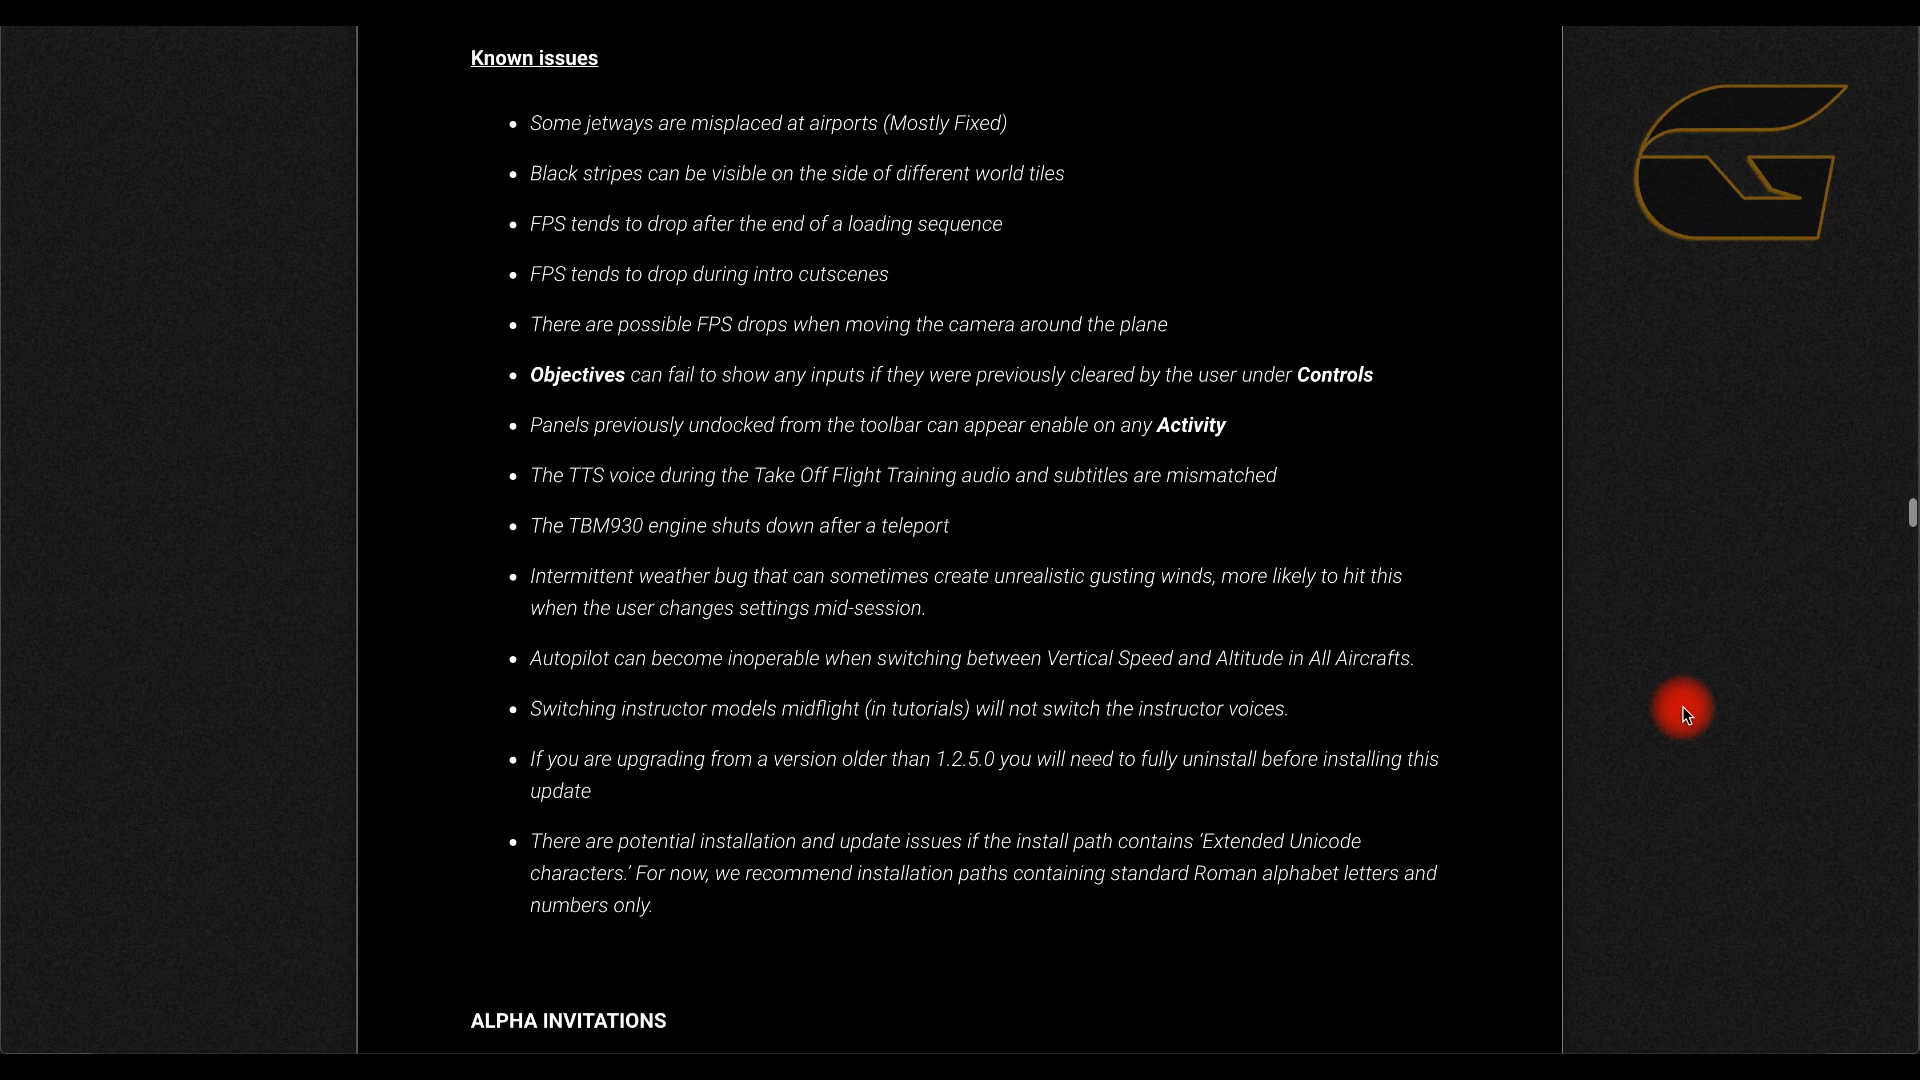 Known issues
Some jetways are misplaced at airports (Mostly Fixed)
Black stripes can be visible on the side of different world tiles
FPS tends to drop after the end of a loading sequence
FPS tends to drop during intro cutscenes
There are possible FPS drops when moving the camera around the plane
Objectives can fail to show any inputs if they were previously cleared by the user under Controls
Panels previously undocked from the toolbar can appear enable on any Activity
The TTS voice during the Take Off Flight Training audio and subtitles are mismatched
The TBM930 engine shuts down after a teleport
Intermittent weather bug that can sometimes create unrealistic gusting winds, more likely to hit this
when the user changes settings mid-session.
Autopilot can become inoperable when switching between Vertical Speed and Altitude in All Aircrafts.
Switching instructor models midflight (in tutorials) will not switch the instructor voices.
If you are upgrading from a version older than 1.2.5.0 you will need to fully uninstall before installing this
update
There are potential installation and update issues if the install path contains ‘Extended Unicode
characters.’ For now, we recommend installation paths containing standard Roman alphabet letters and
numbers only.
ALPHA INVITATIONS